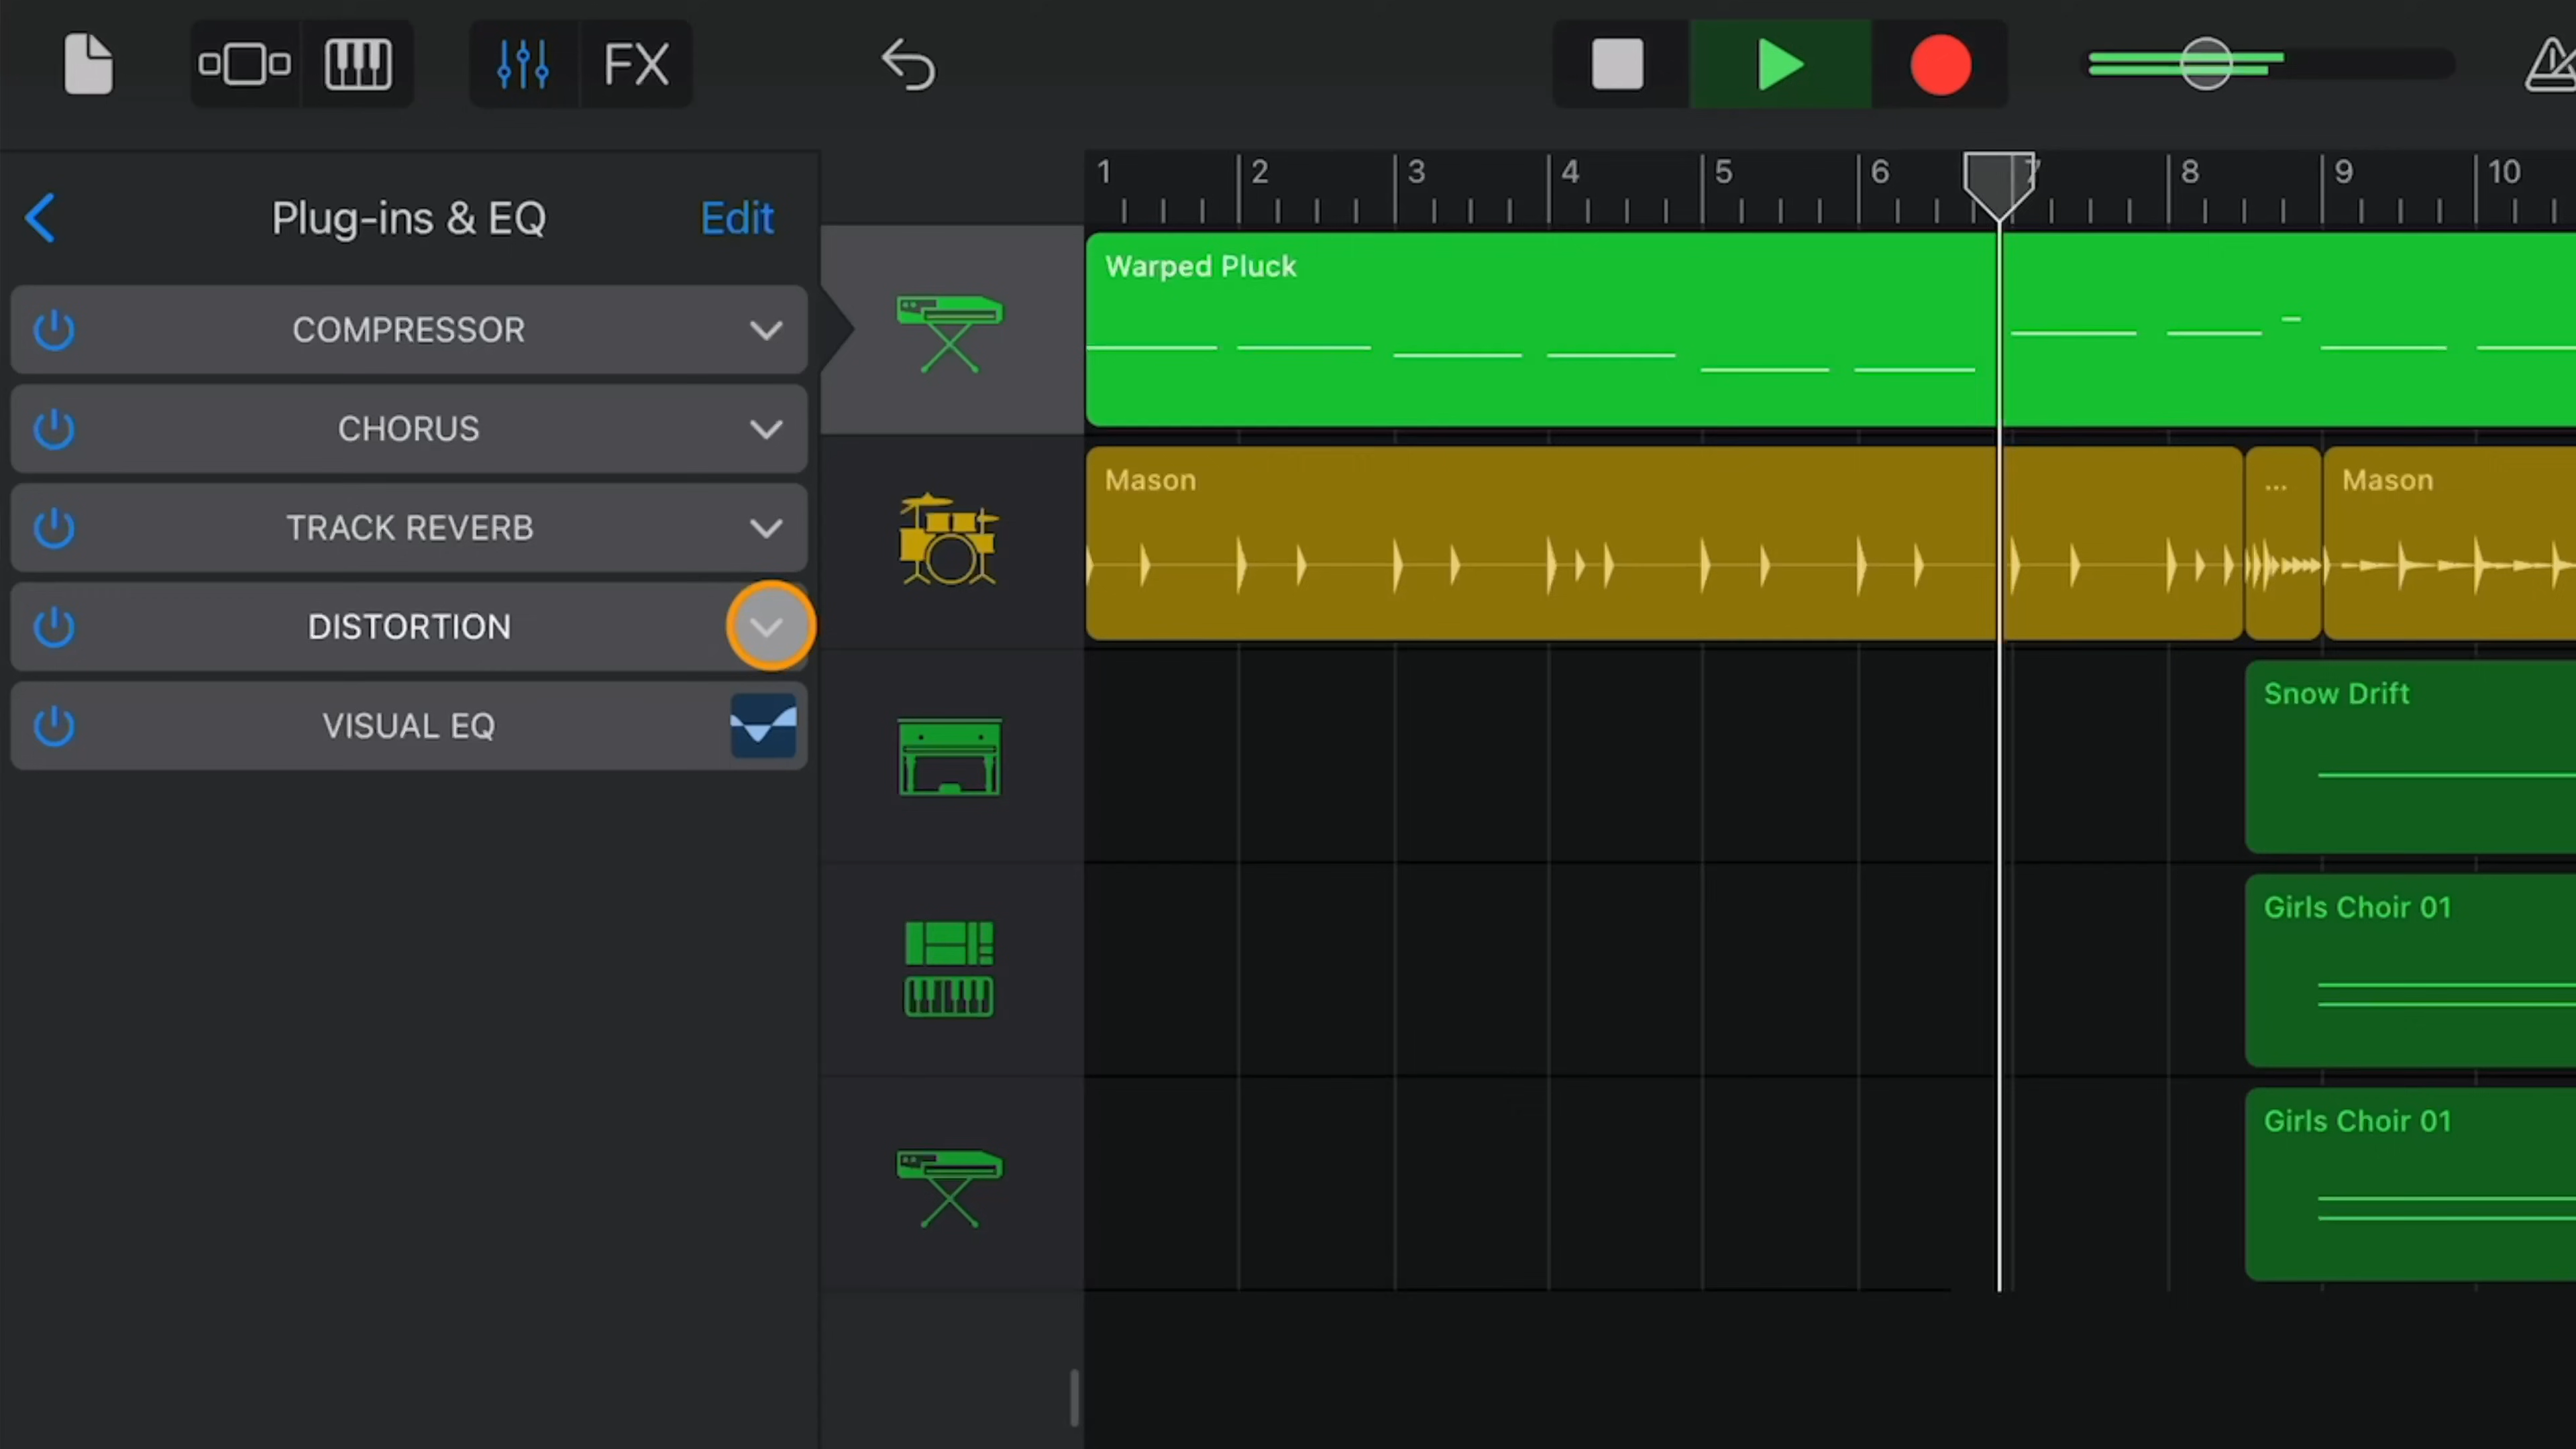 FX
1 2 3 4 5 6 7 8 9 10
Plug-ins & EQ
Edit
COMPRESSOR
CHORUS
TRACK REVERB
DISTORTION
VISUAL EQ
Warped Pluck
Mason
...
Mason
Snow Drift
Girls Choir 01
Girls Choir 01